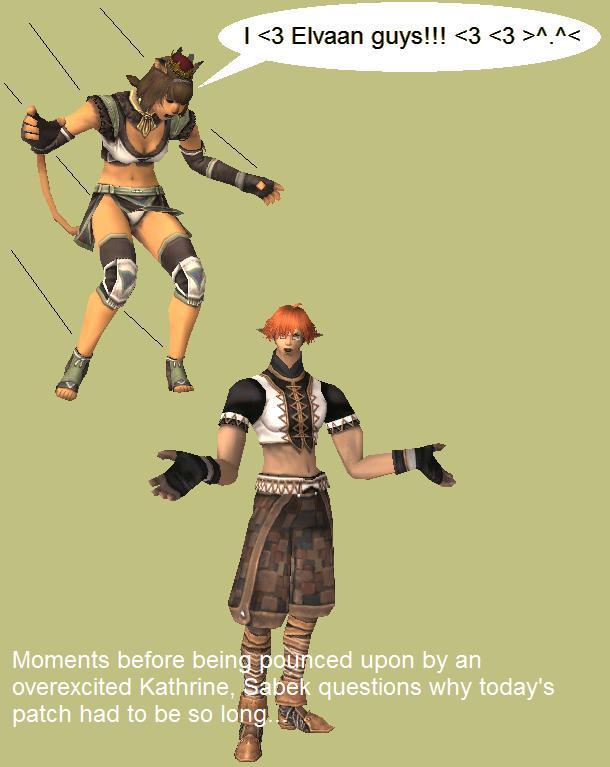 I <3 Elvaan guys!!! <3 <3 >^.^<
Moments before being pounced upon by an
overexcited Kathrine, Sabek questions why today's
patch had to be so long...